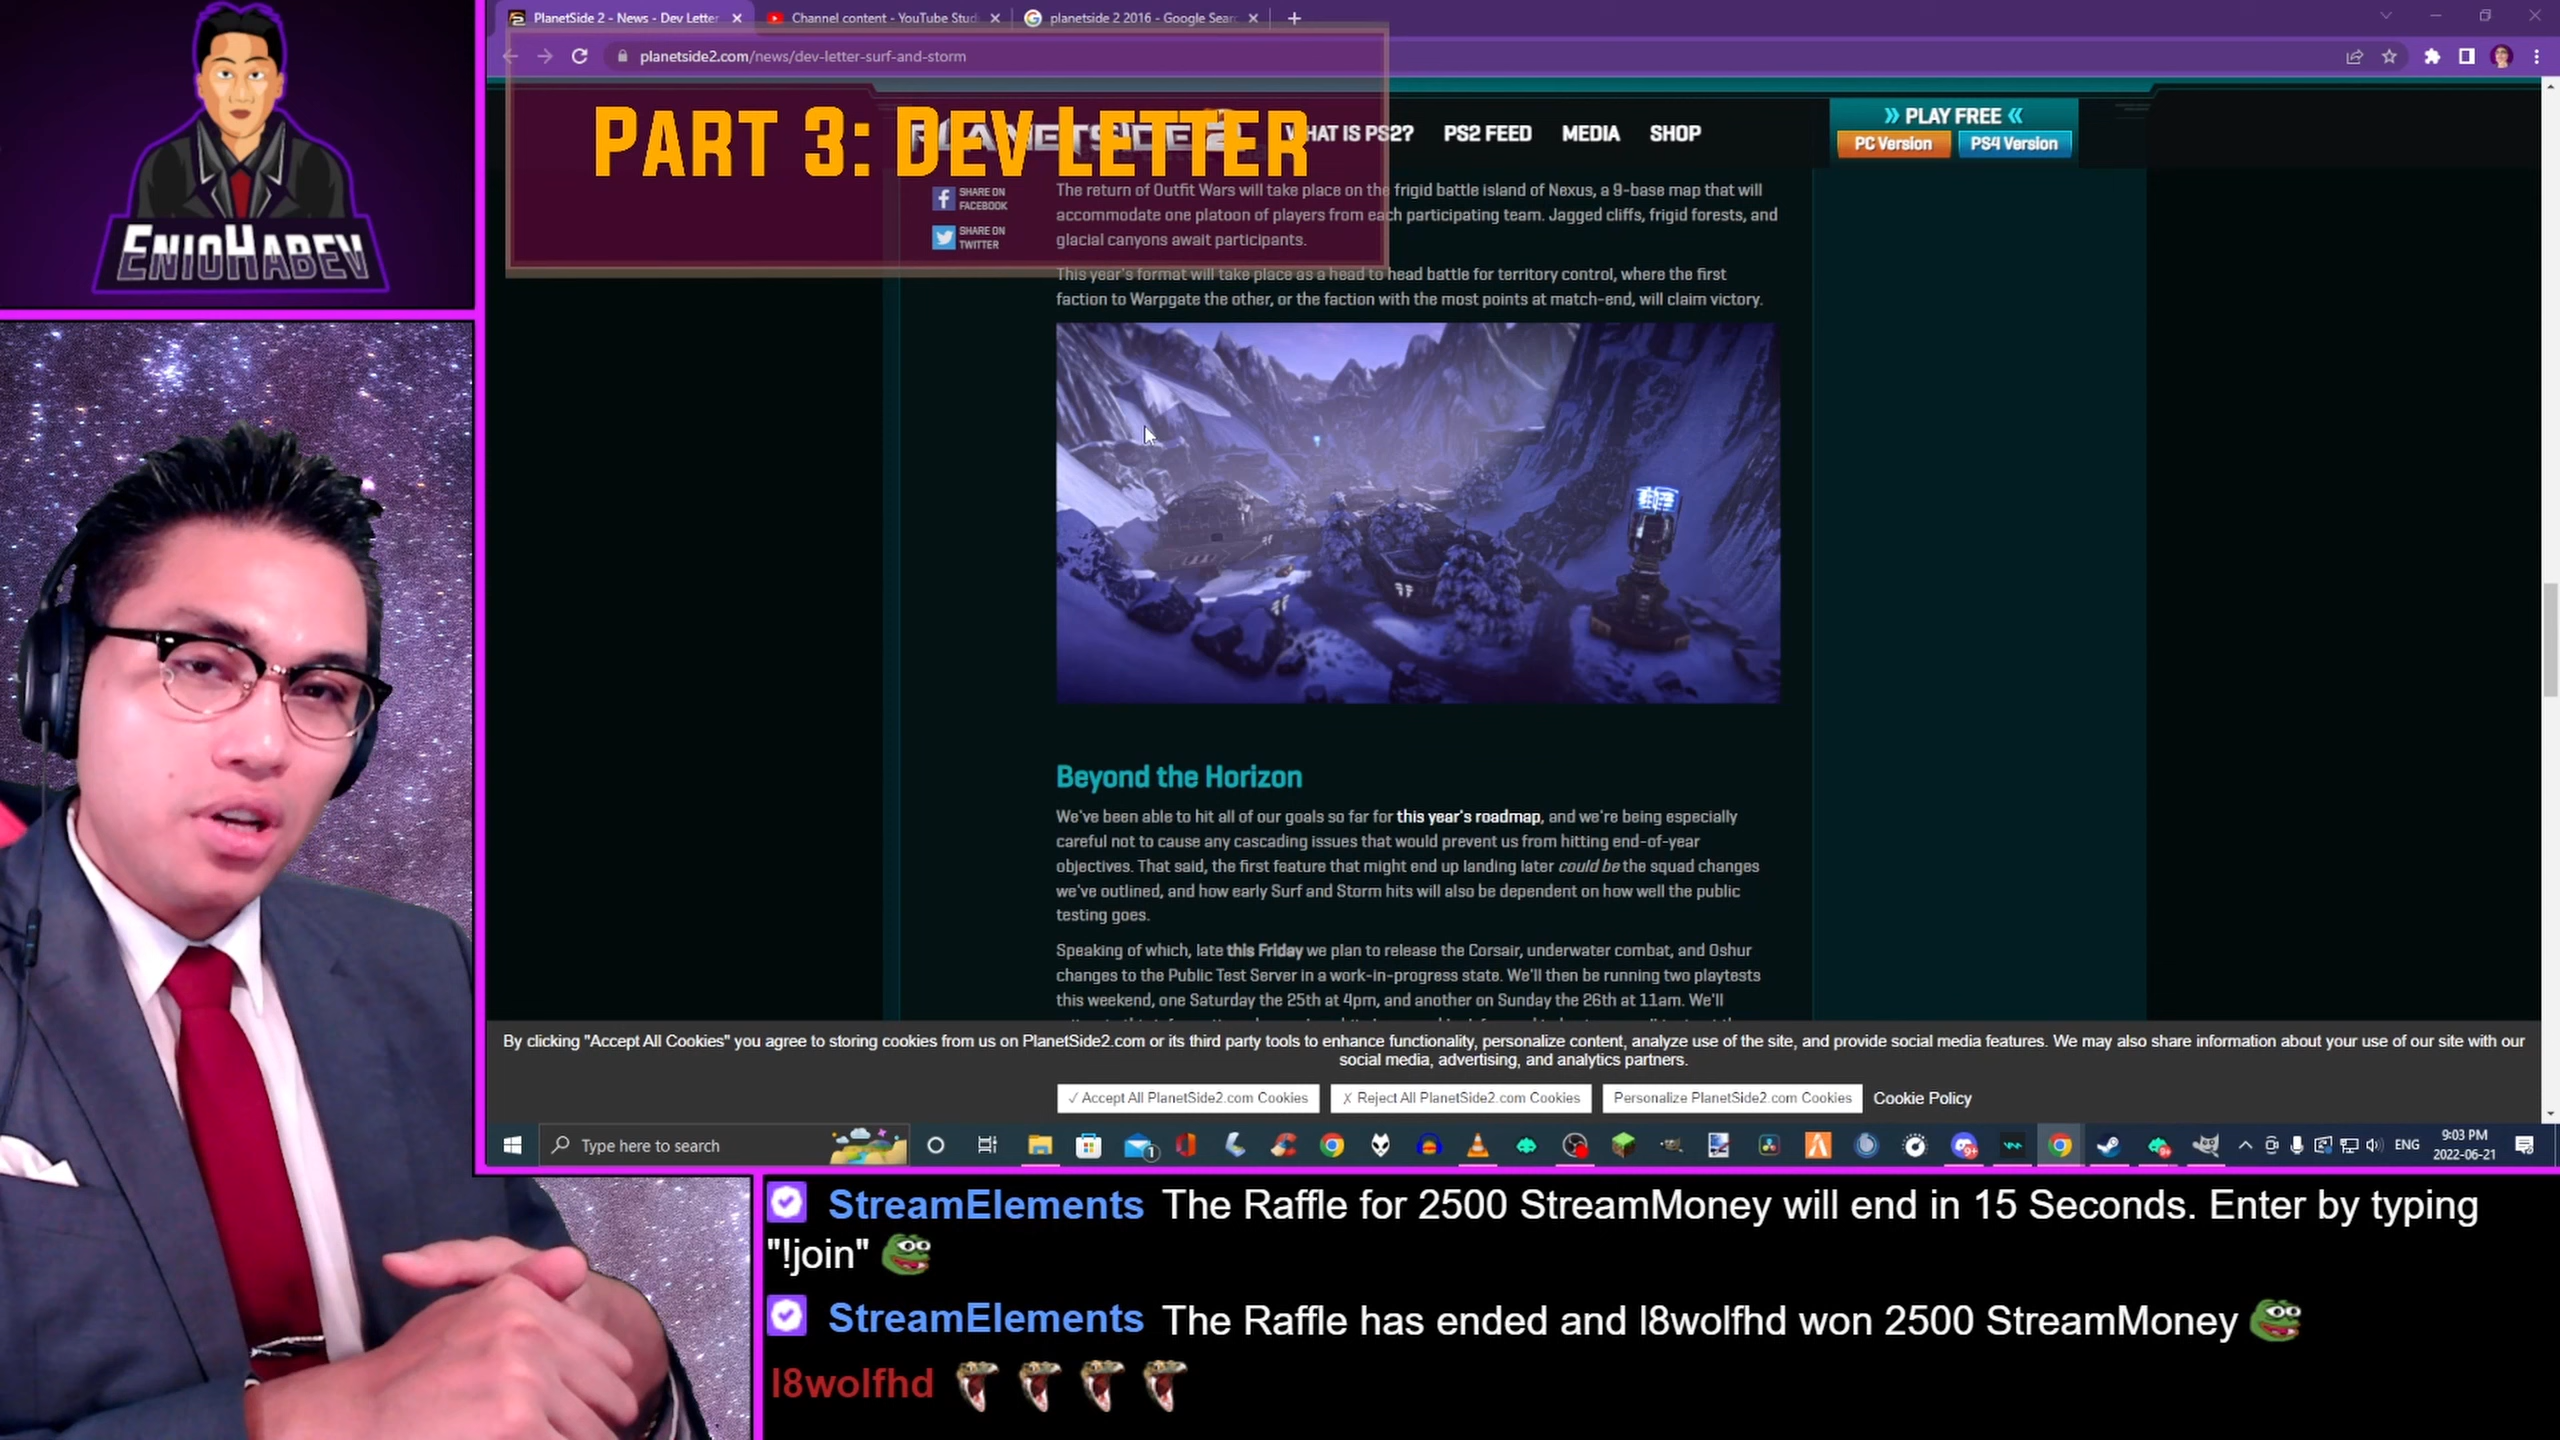 PlanetSide 2 - News - Dev Letter
Channel content - YouTube Stud
planetside 2 2016 - Google Sear
planetside2.com/news/dev-letter-surf-and-storm
Part 3: Dev Letter
PLANETSIDE 2
WHAT IS PS2?
PS2 FEED
MEDIA
SHOP
PLAY FREE
PC Version
PS4 Version
SHARE ON
FACEBOOK
SHARE ON
TWITTER
The return of Outfit Wars will take place on the frigid battle island of Nexus, a 9-base map that will
accommodate one platoon of players from each participating team. Jagged cliffs, frigid forests, and
glacial canyons await participants.
This year's format will take place as a head to head battle for territory control, where the first
faction to Warpgate the other, or the faction with the most points at match-end, will claim victory.
Beyond the Horizon
We've been able to hit all of our goals so far for this year's roadmap, and we're being especially
careful not to cause any cascading issues that would prevent us from hitting end-of-year
objectives. That said, the first feature that might end up landing later could be the squad changes
we've outlined, and how early Surf and Storm hits will also be dependent on how well the public
testing goes.
Speaking of which, late this Friday we plan to release the Corsair, underwater combat, and Oshur
changes to the Public Test Server in a work-in-progress state. We'll then be running two playtests
this weekend, one Saturday the 25th at 4pm, and another on Sunday the 26th at 11am. We'll
By clicking "Accept All Cookies" you agree to storing cookies from us on PlanetSide2.com or its third party tools to enhance functionality, personalize content, analyze use of the site, and provide social media features. We may also share information about your use of our site with our
social media, advertising, and analytics partners.
✓ Accept All PlanetSide2.com Cookies
✗ Reject All PlanetSide2.com Cookies
Personalize PlanetSide2.com Cookies
Cookie Policy
Type here to search
ENG
9:03 PM
2022-06-21
ENIOHABEV
StreamElements The Raffle for 2500 StreamMoney will end in 15 Seconds. Enter by typing
"!join"
StreamElements The Raffle has ended and l8wolfhd won 2500 StreamMoney
l8wolfhd